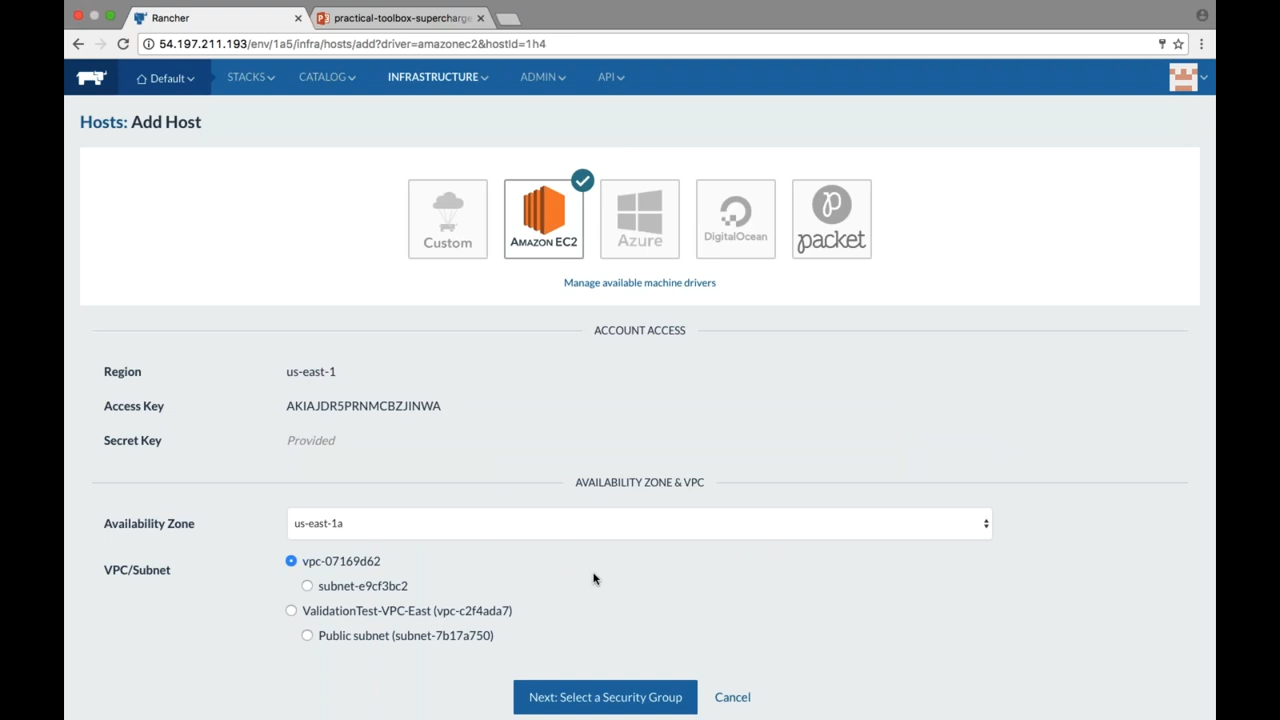 Rancher
practical-toolbox-supercharge
54.197.211.193/env/1a5/infra/hosts/add?driver=amazonec2&hostId=1h4
Default STACKS CATALOG INFRASTRUCTURE ADMIN API
Hosts: Add Host
Custom
AMAZON EC2
Azure
DigitalOcean
packet
Manage available machine drivers
ACCOUNT ACCESS
Region us-east-1
Access Key AKIAJDR5PRNMCBZJINWA
Secret Key Provided
AVAILABILITY ZONE & VPC
Availability Zone us-east-1a
VPC/Subnet vpc-07169d62
subnet-e9cf3bc2
ValidationTest-VPC-East (vpc-c2f4ada7)
Public subnet (subnet-7b17a750)
Next: Select a Security Group Cancel